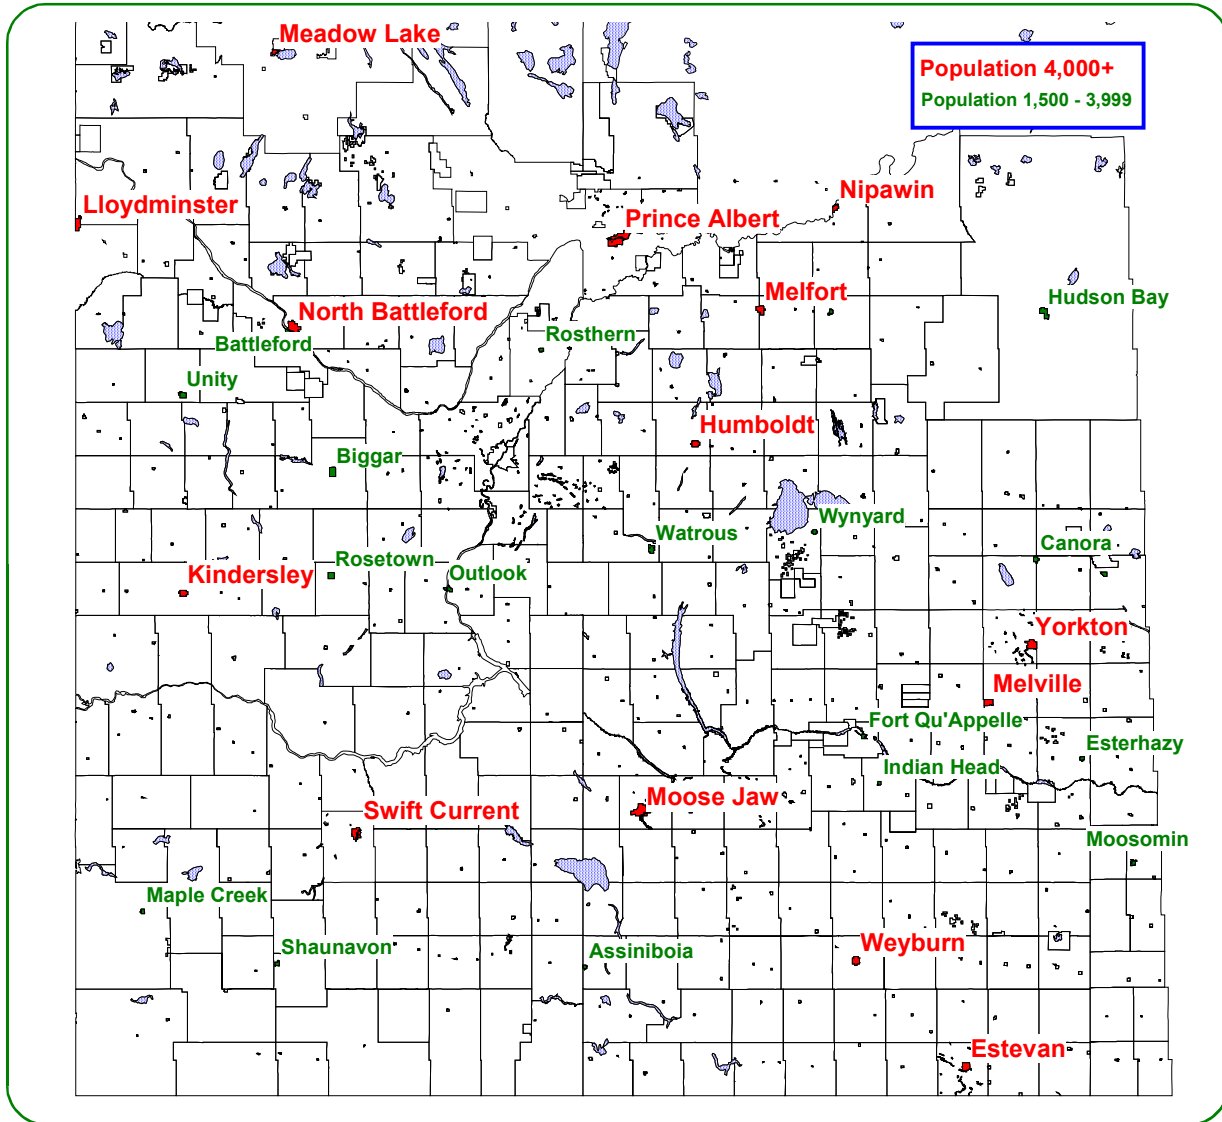 Meadow Lake
Population 4,000+
Population 1,500 - 3,999
Nipawin
Lloydminster
Prince Albert
Melfort
Hudson Bay
North Battleford
Rosthern
Battleford
Unity
Humboldt
Biggar
Wynyard
Watrous
Canora
Rosetown
Kindersley
Outlook
Yorkton
Melville
Fort Qu'Appelle
Esterhazy
Indian Head
Moose Jaw
Swift Current
Moosomin
Maple Creek
Weyburn
Shaunavon
Assiniboia
Estevan